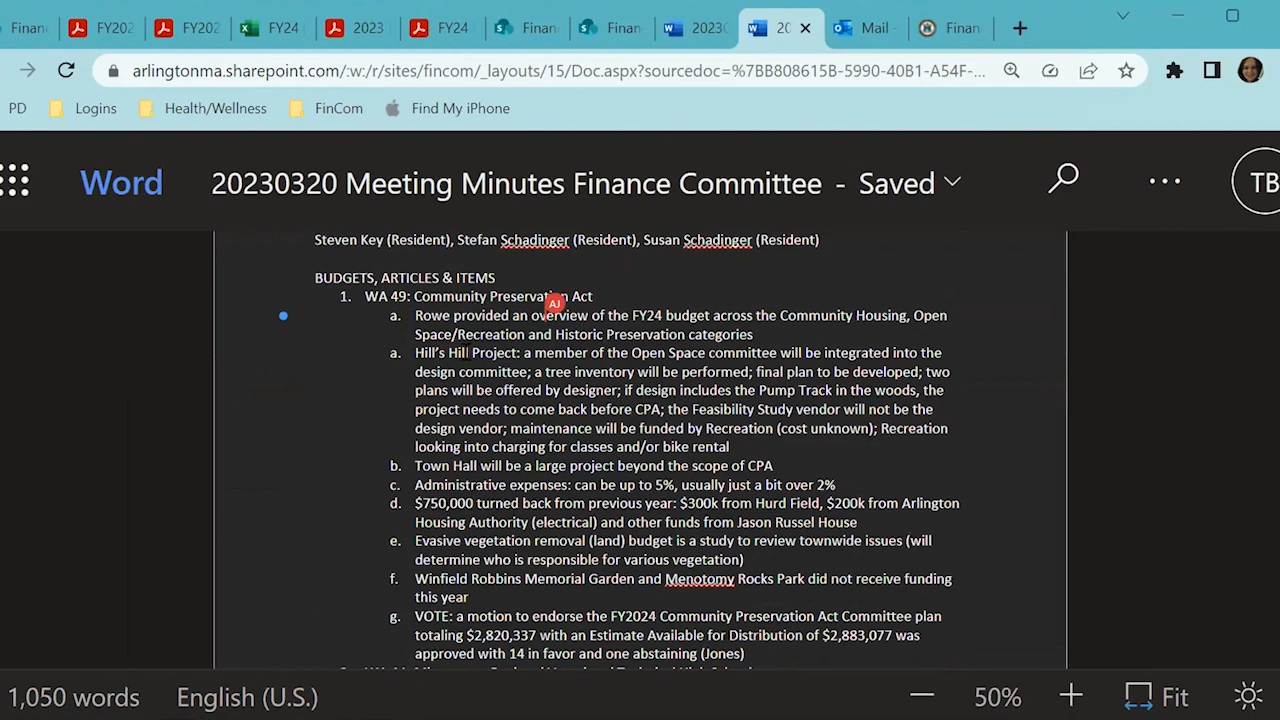 Financ
FY202
FY202
FY24
2023
FY24
Finan
Finan
20230
20
Mail
Finan
arlingtonma.sharepoint.com/:w:/r/sites/fincom/_layouts/15/Doc.aspx?sourcedoc=%7BB808615B-5990-40B1-A54F-...
PD
Logins
Health/Wellness
FinCom
Find My iPhone
Word
20230320 Meeting Minutes Finance Committee - Saved
TB
Steven Key (Resident), Stefan Schadinger (Resident), Susan Schadinger (Resident)
BUDGETS, ARTICLES & ITEMS
1. WA 49: Community Preservation Act
AJ
a. Rowe provided an overview of the FY24 budget across the Community Housing, Open
Space/Recreation and Historic Preservation categories
a. Hill's Hill Project: a member of the Open Space committee will be integrated into the
design committee; a tree inventory will be performed; final plan to be developed; two
plans will be offered by designer; if design includes the Pump Track in the woods, the
project needs to come back before CPA; the Feasibility Study vendor will not be the
design vendor; maintenance will be funded by Recreation (cost unknown); Recreation
looking into charging for classes and/or bike rental
b. Town Hall will be a large project beyond the scope of CPA
c. Administrative expenses: can be up to 5%, usually just a bit over 2%
d. $750,000 turned back from previous year: $300k from Hurd Field, $200k from Arlington
Housing Authority (electrical) and other funds from Jason Russel House
e. Evasive vegetation removal (land) budget is a study to review townwide issues (will
determine who is responsible for various vegetation)
f. Winfield Robbins Memorial Garden and Menotomy Rocks Park did not receive funding
this year
g. VOTE: a motion to endorse the FY2024 Community Preservation Act Committee plan
totaling $2,820,337 with an Estimate Available for Distribution of $2,883,077 was
approved with 14 in favor and one abstaining (Jones)
1,050 words
English (U.S.)
50%
Fit